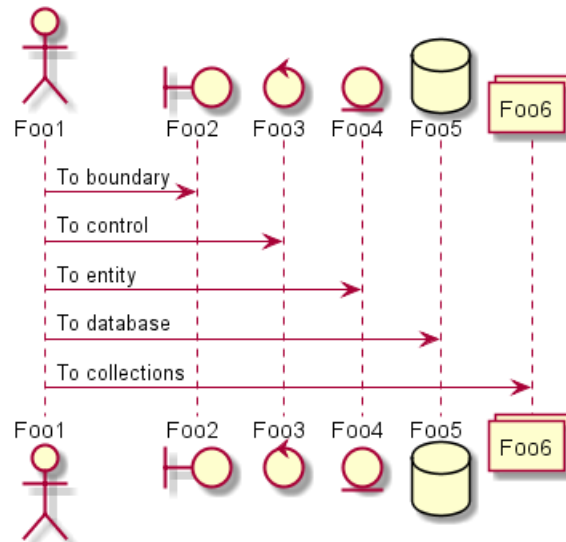 Foo1 Foo2 Foo3 Foo4 Foo5 Foo6
To boundary
To control
To entity
To database
To collections
Foo1 Foo2 Foo3 Foo4 Foo5 Foo6